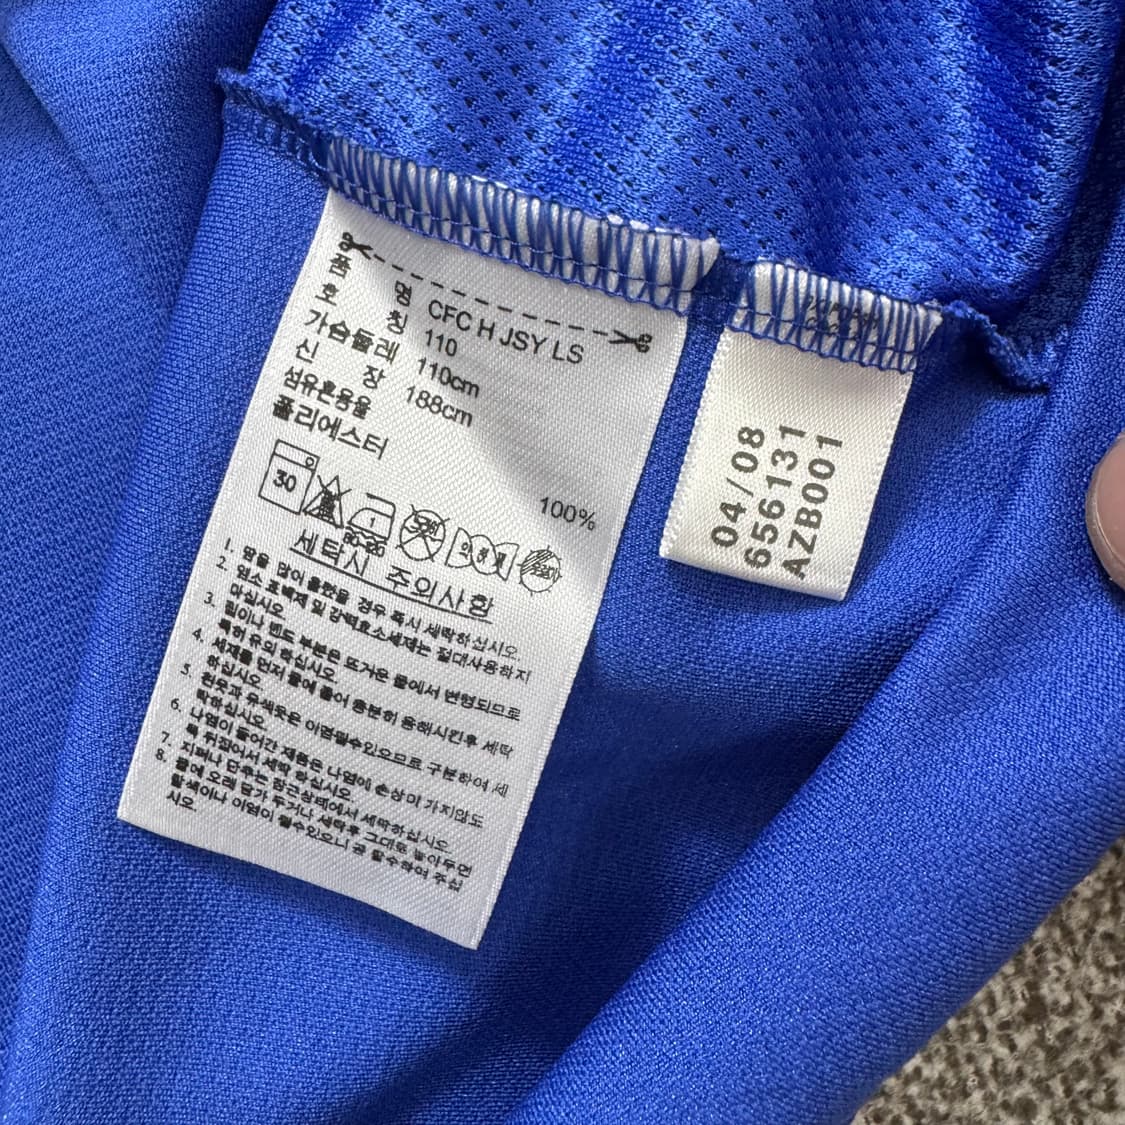 품 명 CFC H JSY LS
호 칭 110
가슴둘레 110cm
신 장 188cm
섬유혼용율
폴리에스터 100%
30
세탁시 주의사항
1. 땀을 많이 흘렸을 경우 즉시 세탁하십시오.
2. 염소 표백제 및 강력효소세제는 절대사용하지
마십시오.
3. 림이나 밴드 부분은 뜨거운 물에서 변형되므로
특히 유의 하십시오.
4. 세제를 먼저 물에 풀어 충분히 용해시킨후 세탁
하십시오.
5. 흰옷과 유색옷은 이염될수있으므로 구분하여 세
탁하십시오.
6. 나염이 들어간 제품은 나염에 손상이 가지않도
록 뒤집어서 세탁 하십시오.
7. 지퍼나 단추는 잠근상태에서 세탁하십시오.
8. 물에 오래 담가 두거나 세탁후 그대로 놓아두면
탈색이나 이염이 될수있으니 곧 탈수하여 주십
시오.
04/08
656131
AZB001